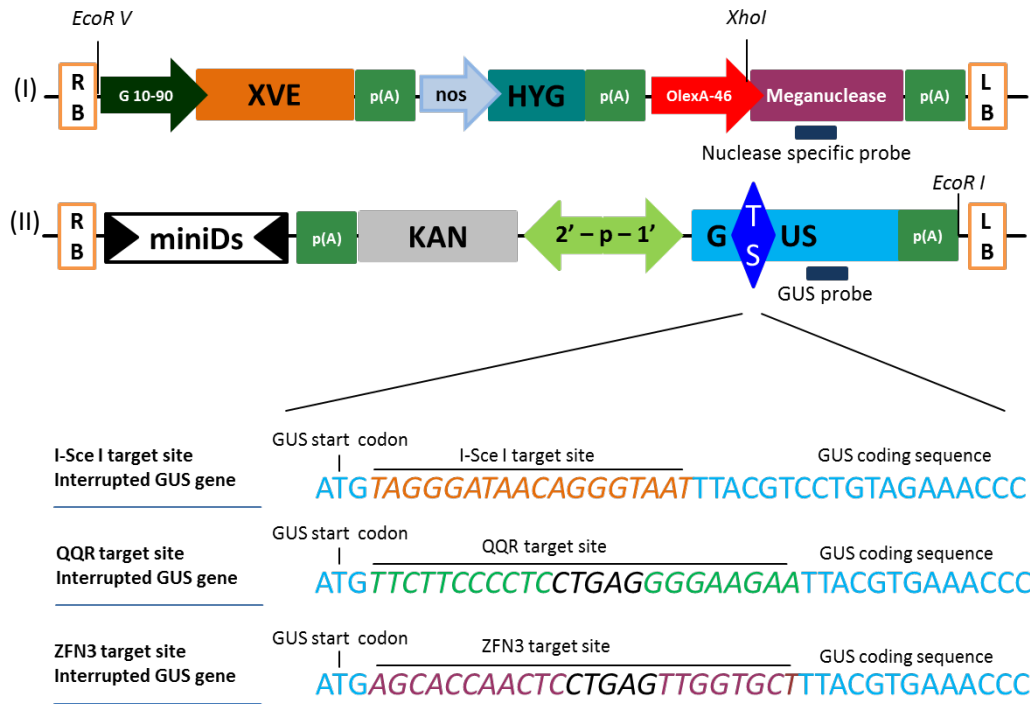 EcoR V
XhoI
(I)
R B
G 10-90
XVE
p(A)
nos
HYG
p(A)
OlexA-46
Meganuclease
p(A)
L B
Nuclease specific probe
EcoR I
(II)
R B
miniDs
p(A)
KAN
2’ – p – 1’
G
T S
US
p(A)
L B
GUS probe
GUS start codon
I-Sce I target site
GUS coding sequence
I-Sce I target site
Interrupted GUS gene
ATGTAGGGATAACAGGGTAATTTACGTCCTGTAGAAACCC
GUS start codon
QQR target site
GUS coding sequence
QQR target site
Interrupted GUS gene
ATGTTCTTCCCCTCCCTGAGGGGAAGAATTACGTGAAACCC
GUS start codon
ZFN3 target site
GUS coding sequence
ZFN3 target site
Interrupted GUS gene
ATGAGCACCAACTCCCTGAGTTGGTGCTTTACGTGAAACCC